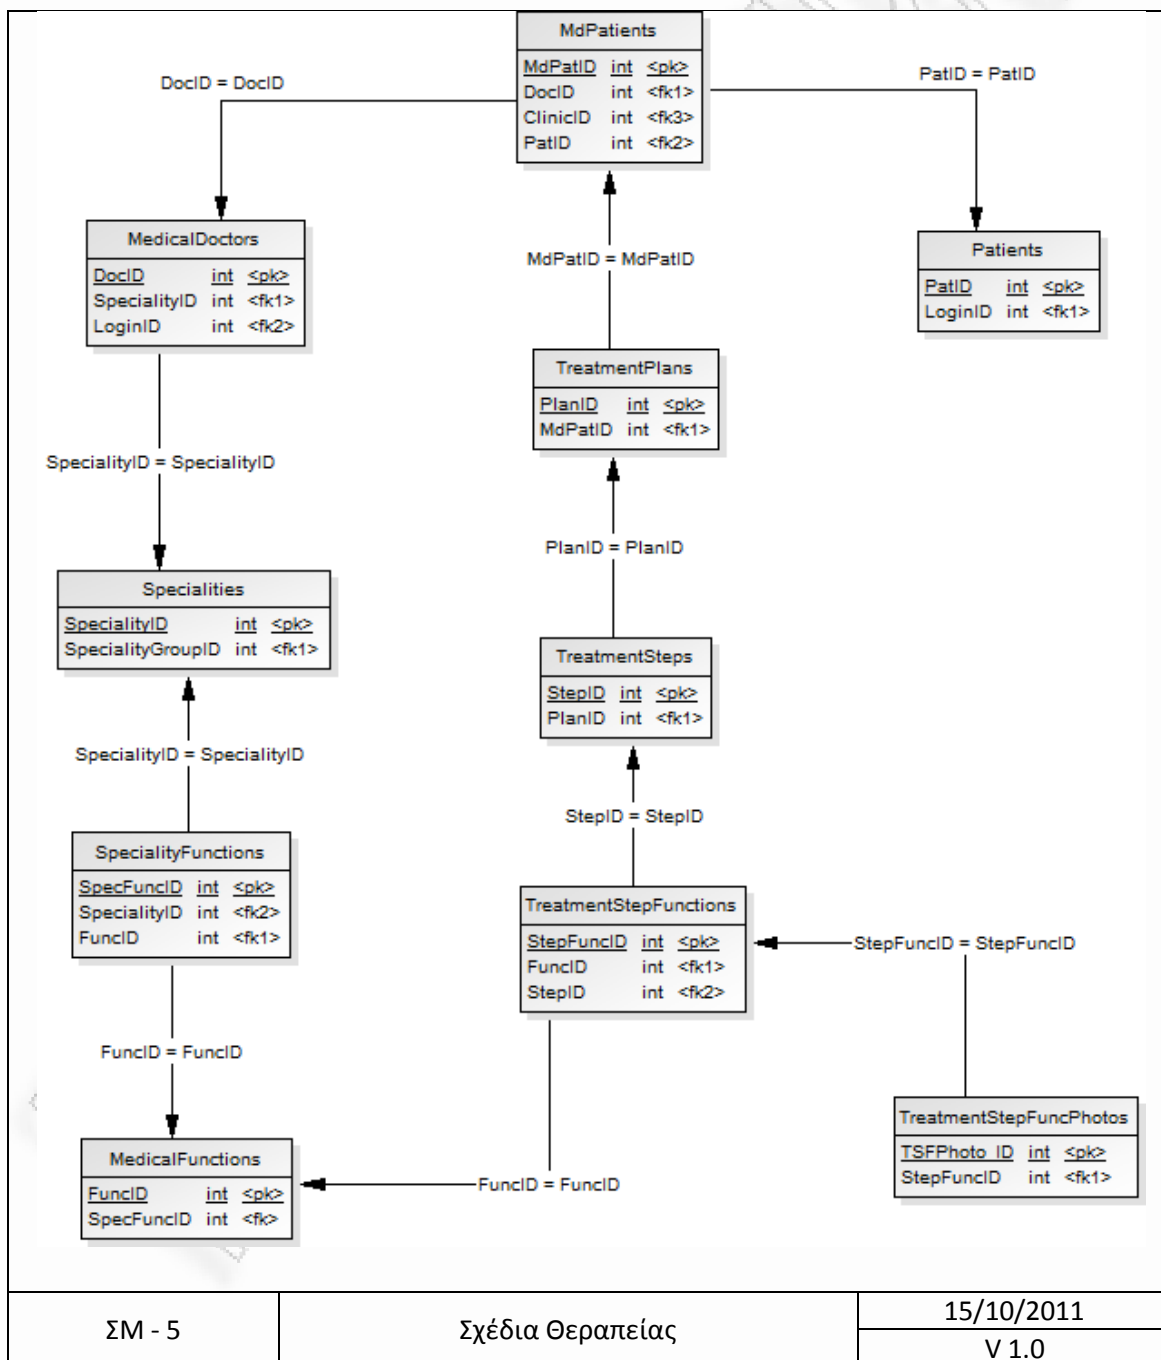 MdPatients
MdPatID int <pk>
DocID int <fk1>
ClinicID int <fk3>
PatID int <fk2>
DocID = DocID
PatID = PatID
MedicalDoctors
DocID int <pk>
SpecialityID int <fk1>
LoginID int <fk2>
Patients
PatID int <pk>
LoginID int <fk1>
MdPatID = MdPatID
TreatmentPlans
PlanID int <pk>
MdPatID int <fk1>
SpecialityID = SpecialityID
PlanID = PlanID
Specialities
SpecialityID int <pk>
SpecialityGroupID int <fk1>
TreatmentSteps
StepID int <pk>
PlanID int <fk1>
SpecialityID = SpecialityID
StepID = StepID
SpecialityFunctions
SpecFuncID int <pk>
SpecialityID int <fk2>
FuncID int <fk1>
TreatmentStepFunctions
StepFuncID int <pk>
FuncID int <fk1>
StepID int <fk2>
StepFuncID = StepFuncID
FuncID = FuncID
TreatmentStepFuncPhotos
TSFPhoto_ID int <pk>
StepFuncID int <fk1>
MedicalFunctions
FuncID int <pk>
SpecFuncID int <fk>
FuncID = FuncID
ΣΜ - 5
Σχέδια Θεραπείας
15/10/2011
V 1.0